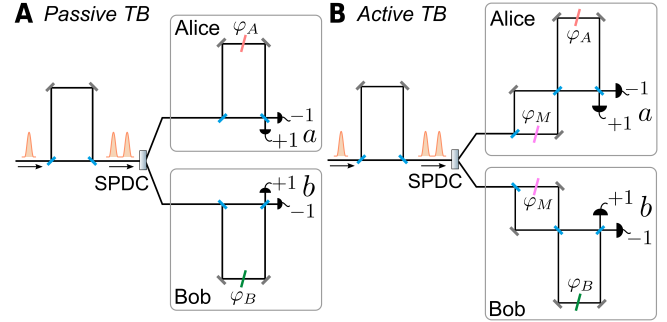 A Passive TB
Alice
φ_A
−1
+1 a
SPDC
+1 b
−1
φ_B
Bob
B Active TB
Alice
φ_A
−1
φ_M
+1 a
SPDC
φ_M
+1 b
−1
φ_B
Bob